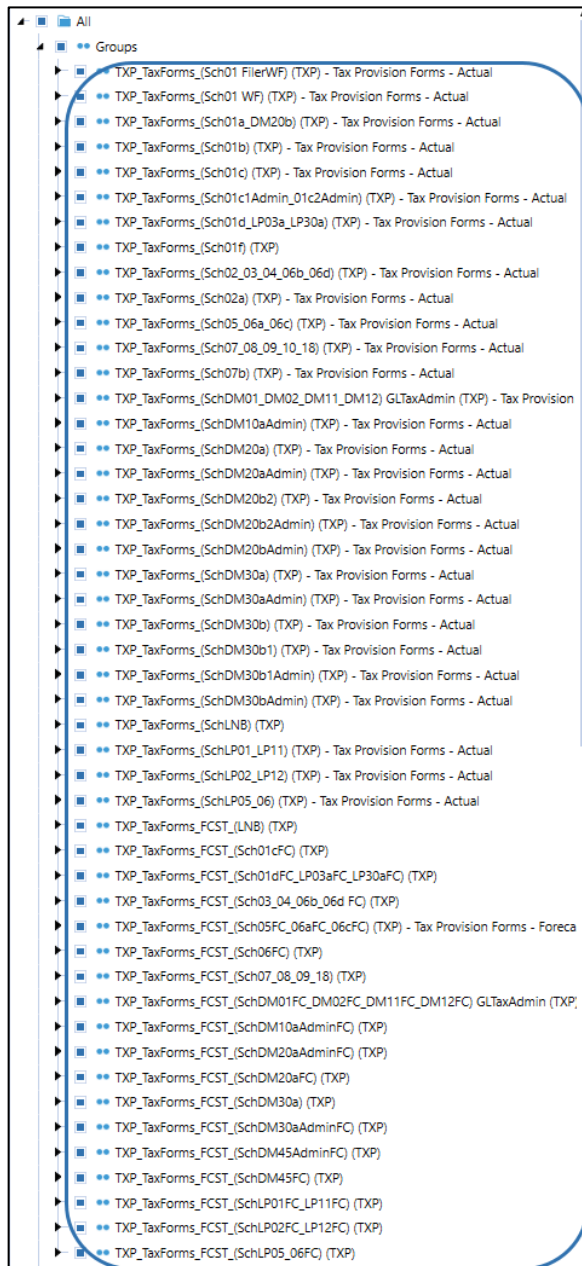 All
Groups
TXP_TaxForms_(Sch01 FilerWF) (TXP) - Tax Provision Forms - Actual
TXP_TaxForms_(Sch01 WF) (TXP) - Tax Provision Forms - Actual
TXP_TaxForms_(Sch01a_DM20b) (TXP) - Tax Provision Forms - Actual
TXP_TaxForms_(Sch01b) (TXP) - Tax Provision Forms - Actual
TXP_TaxForms_(Sch01c) (TXP) - Tax Provision Forms - Actual
TXP_TaxForms_(Sch01c1Admin_01c2Admin) (TXP) - Tax Provision Forms - Actual
TXP_TaxForms_(Sch01d_LP03a_LP30a) (TXP) - Tax Provision Forms - Actual
TXP_TaxForms_(Sch01f) (TXP)
TXP_TaxForms_(Sch02_03_04_06b_06d) (TXP) - Tax Provision Forms - Actual
TXP_TaxForms_(Sch02a) (TXP) - Tax Provision Forms - Actual
TXP_TaxForms_(Sch05_06a_06c) (TXP) - Tax Provision Forms - Actual
TXP_TaxForms_(Sch07_08_09_10_18) (TXP) - Tax Provision Forms - Actual
TXP_TaxForms_(Sch07b) (TXP) - Tax Provision Forms - Actual
TXP_TaxForms_(SchDM01_DM02_DM11_DM12) GLTaxAdmin (TXP) - Tax Provision
TXP_TaxForms_(SchDM10aAdmin) (TXP) - Tax Provision Forms - Actual
TXP_TaxForms_(SchDM20a) (TXP) - Tax Provision Forms - Actual
TXP_TaxForms_(SchDM20aAdmin) (TXP) - Tax Provision Forms - Actual
TXP_TaxForms_(SchDM20b2) (TXP) - Tax Provision Forms - Actual
TXP_TaxForms_(SchDM20b2Admin) (TXP) - Tax Provision Forms - Actual
TXP_TaxForms_(SchDM20bAdmin) (TXP) - Tax Provision Forms - Actual
TXP_TaxForms_(SchDM30a) (TXP) - Tax Provision Forms - Actual
TXP_TaxForms_(SchDM30aAdmin) (TXP) - Tax Provision Forms - Actual
TXP_TaxForms_(SchDM30b) (TXP) - Tax Provision Forms - Actual
TXP_TaxForms_(SchDM30b1) (TXP) - Tax Provision Forms - Actual
TXP_TaxForms_(SchDM30b1Admin) (TXP) - Tax Provision Forms - Actual
TXP_TaxForms_(SchDM30bAdmin) (TXP) - Tax Provision Forms - Actual
TXP_TaxForms_(SchLNB) (TXP)
TXP_TaxForms_(SchLP01_LP11) (TXP) - Tax Provision Forms - Actual
TXP_TaxForms_(SchLP02_LP12) (TXP) - Tax Provision Forms - Actual
TXP_TaxForms_(SchLP05_06) (TXP) - Tax Provision Forms - Actual
TXP_TaxForms_FCST_(LNB) (TXP)
TXP_TaxForms_FCST_(Sch01cFC) (TXP)
TXP_TaxForms_FCST_(Sch01dFC_LP03aFC_LP30aFC) (TXP)
TXP_TaxForms_FCST_(Sch03_04_06b_06d FC) (TXP)
TXP_TaxForms_FCST_(Sch05FC_06aFC_06cFC) (TXP) - Tax Provision Forms - Foreca
TXP_TaxForms_FCST_(Sch06FC) (TXP)
TXP_TaxForms_FCST_(Sch07_08_09_18) (TXP)
TXP_TaxForms_FCST_(SchDM01FC_DM02FC_DM11FC_DM12FC) GLTaxAdmin (TXP)
TXP_TaxForms_FCST_(SchDM10aAdminFC) (TXP)
TXP_TaxForms_FCST_(SchDM20aAdminFC) (TXP)
TXP_TaxForms_FCST_(SchDM20aFC) (TXP)
TXP_TaxForms_FCST_(SchDM30a) (TXP)
TXP_TaxForms_FCST_(SchDM30aAdminFC) (TXP)
TXP_TaxForms_FCST_(SchDM45AdminFC) (TXP)
TXP_TaxForms_FCST_(SchDM45FC) (TXP)
TXP_TaxForms_FCST_(SchLP01FC_LP11FC) (TXP)
TXP_TaxForms_FCST_(SchLP02FC_LP12FC) (TXP)
TXP_TaxForms_FCST_(SchLP05_06FC) (TXP)